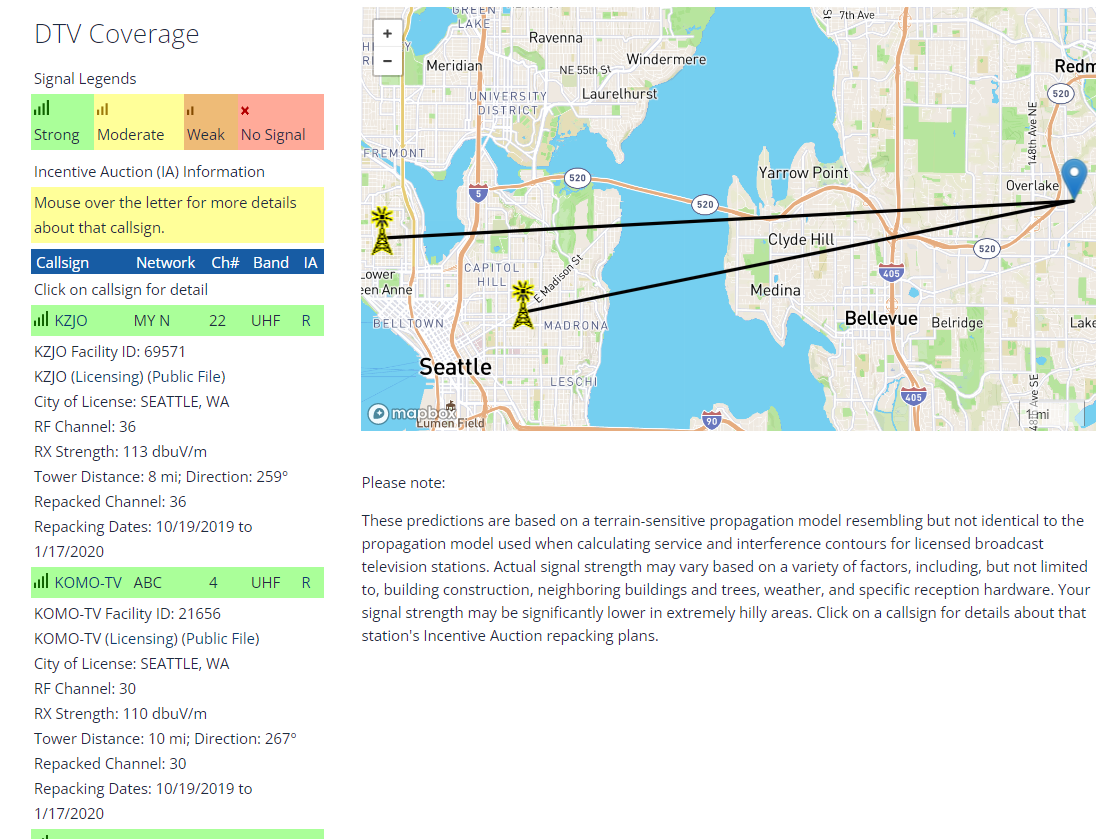 DTV Coverage
Signal Legends
Strong Moderate Weak No Signal
Incentive Auction (IA) Information
Mouse over the letter for more details
about that callsign.
Callsign Network Ch# Band IA
Click on callsign for detail
KZJO MY N 22 UHF R
KZJO Facility ID: 69571
KZJO (Licensing) (Public File)
City of License: SEATTLE, WA
RF Channel: 36
RX Strength: 113 dbuV/m
Tower Distance: 8 mi; Direction: 259°
Repacked Channel: 36
Repacking Dates: 10/19/2019 to
1/17/2020
KOMO-TV ABC 4 UHF R
KOMO-TV Facility ID: 21656
KOMO-TV (Licensing) (Public File)
City of License: SEATTLE, WA
RF Channel: 30
RX Strength: 110 dbuV/m
Tower Distance: 10 mi; Direction: 267°
Repacked Channel: 30
Repacking Dates: 10/19/2019 to
1/17/2020
+
−
GREEN
LAKE
7th Ave
Ravenna
Meridian
NE 55th St
Windermere
Laurelhurst
UNIVERSITY
DISTRICT
Redm
520
148th Ave NE
FREMONT
520
5
520
Yarrow Point
Overlake
Clyde Hill
520
405
CAPITOL
HILL
E Madison St
Lower
een Anne
Medina
BELLTOWN
MADRONA
Bellevue
Belridge
Lake
Seattle
LESCHI
405
48th Ave SE
mapbox
Lumen Field
90
1 mi
Please note:
These predictions are based on a terrain-sensitive propagation model resembling but not identical to the
propagation model used when calculating service and interference contours for licensed broadcast
television stations. Actual signal strength may vary based on a variety of factors, including, but not limited
to, building construction, neighboring buildings and trees, weather, and specific reception hardware. Your
signal strength may be significantly lower in extremely hilly areas. Click on a callsign for details about that
station's Incentive Auction repacking plans.